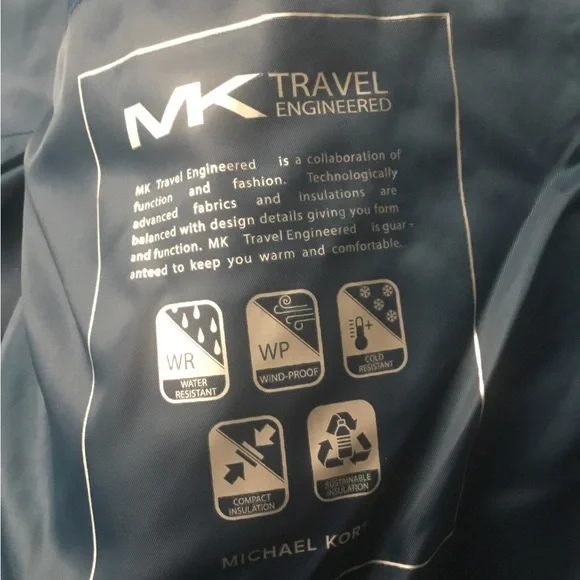 MK TRAVEL
ENGINEERED
MK Travel Engineered is a collaboration of
function and fashion. Technologically
advanced fabrics and insulations are
balanced with design details giving you form
and function. MK Travel Engineered is guar-
anteed to keep you warm and comfortable.
WR
WATER
RESISTANT
WP
WIND-PROOF
+
COLD
RESISTANT
COMPACT
INSULATION
SUSTAINABLE
INSULATION
MICHAEL KOR